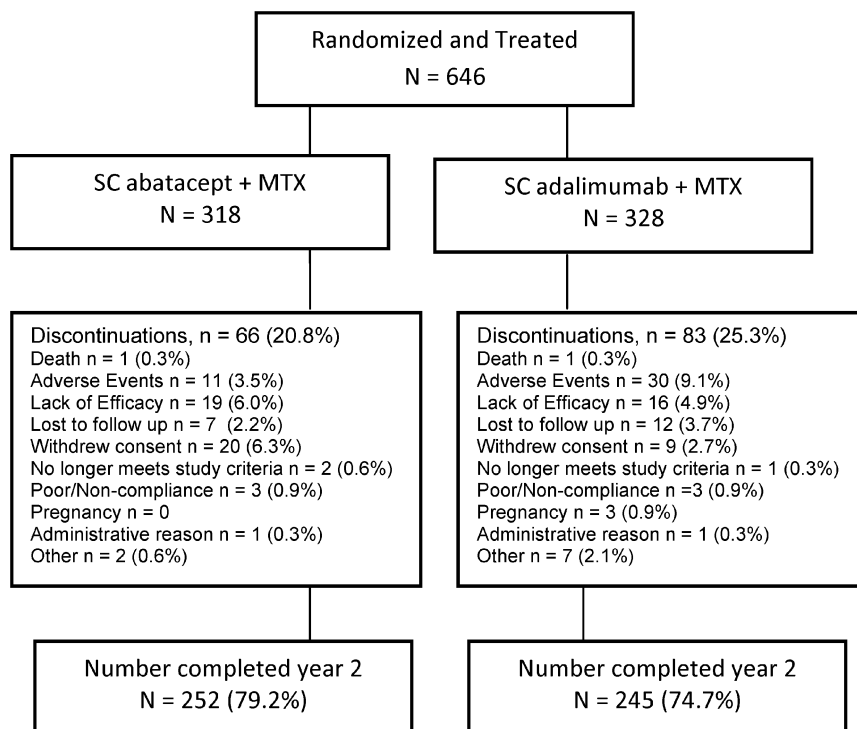 Randomized and Treated
N = 646
SC abatacept + MTX
N = 318
SC adalimumab + MTX
N = 328
Discontinuations, n = 66 (20.8%)
Death n = 1 (0.3%)
Adverse Events n = 11 (3.5%)
Lack of Efficacy n = 19 (6.0%)
Lost to follow up n = 7 (2.2%)
Withdrew consent n = 20 (6.3%)
No longer meets study criteria n = 2 (0.6%)
Poor/Non-compliance n = 3 (0.9%)
Pregnancy n = 0
Administrative reason n = 1 (0.3%)
Other n = 2 (0.6%)
Discontinuations, n = 83 (25.3%)
Death n = 1 (0.3%)
Adverse Events n = 30 (9.1%)
Lack of Efficacy n = 16 (4.9%)
Lost to follow up n = 12 (3.7%)
Withdrew consent n = 9 (2.7%)
No longer meets study criteria n = 1 (0.3%)
Poor/Non-compliance n =3 (0.9%)
Pregnancy n = 3 (0.9%)
Administrative reason n = 1 (0.3%)
Other n = 7 (2.1%)
Number completed year 2
N = 252 (79.2%)
Number completed year 2
N = 245 (74.7%)